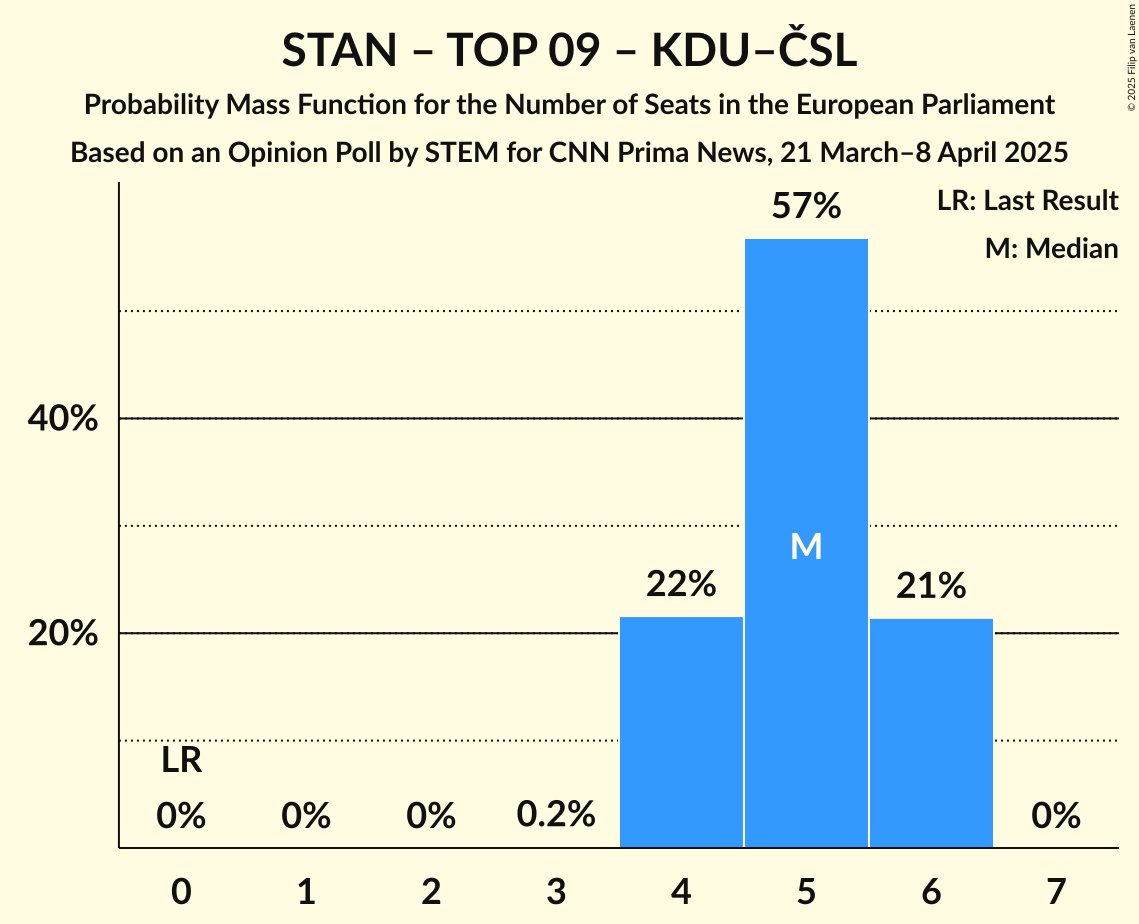 STAN – TOP 09 – KDU–ČSL
Probability Mass Function for the Number of Seats in the European Parliament
Based on an Opinion Poll by STEM for CNN Prima News, 21 March–8 April 2025
© 2025 Filip van Laenen
LR: Last Result
M: Median
57%
40%
M
22%
21%
20%
LR
0%
0%
0%
0.2%
0%
0
1
2
3
4
5
6
7